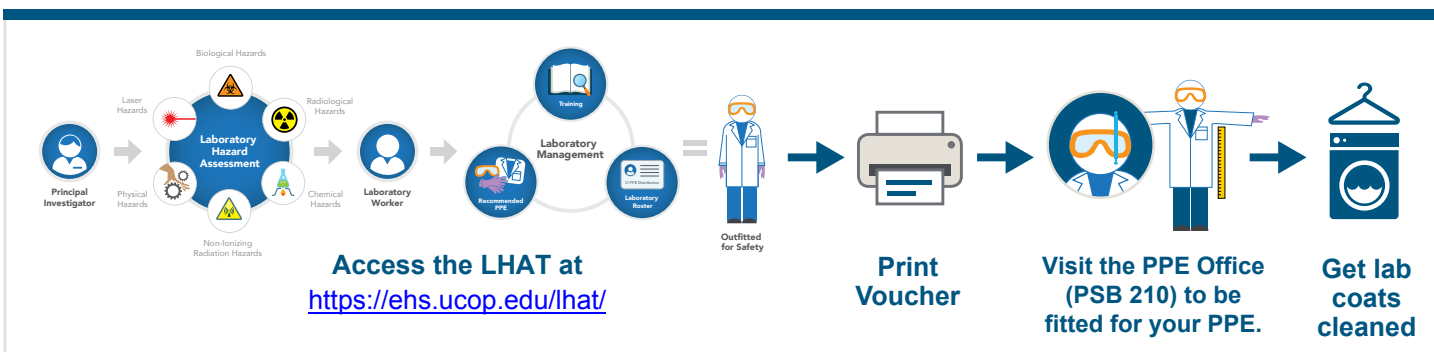 Biological Hazards
Laser
Hazards
Radiological
Hazards
Laboratory
Hazard
Assessment
Principal
Investigator
Physical
Hazards
Chemical
Hazards
Non-Ionizing
Radiation Hazards
Laboratory
Worker
Training
Laboratory
Management
Recommended
PPE
PPE Distribution
Laboratory
Roster
Outfitted
for Safety
Access the LHAT at
https://ehs.ucop.edu/lhat/
Print
Voucher
Visit the PPE Office
(PSB 210) to be
fitted for your PPE.
Get lab
coats
cleaned